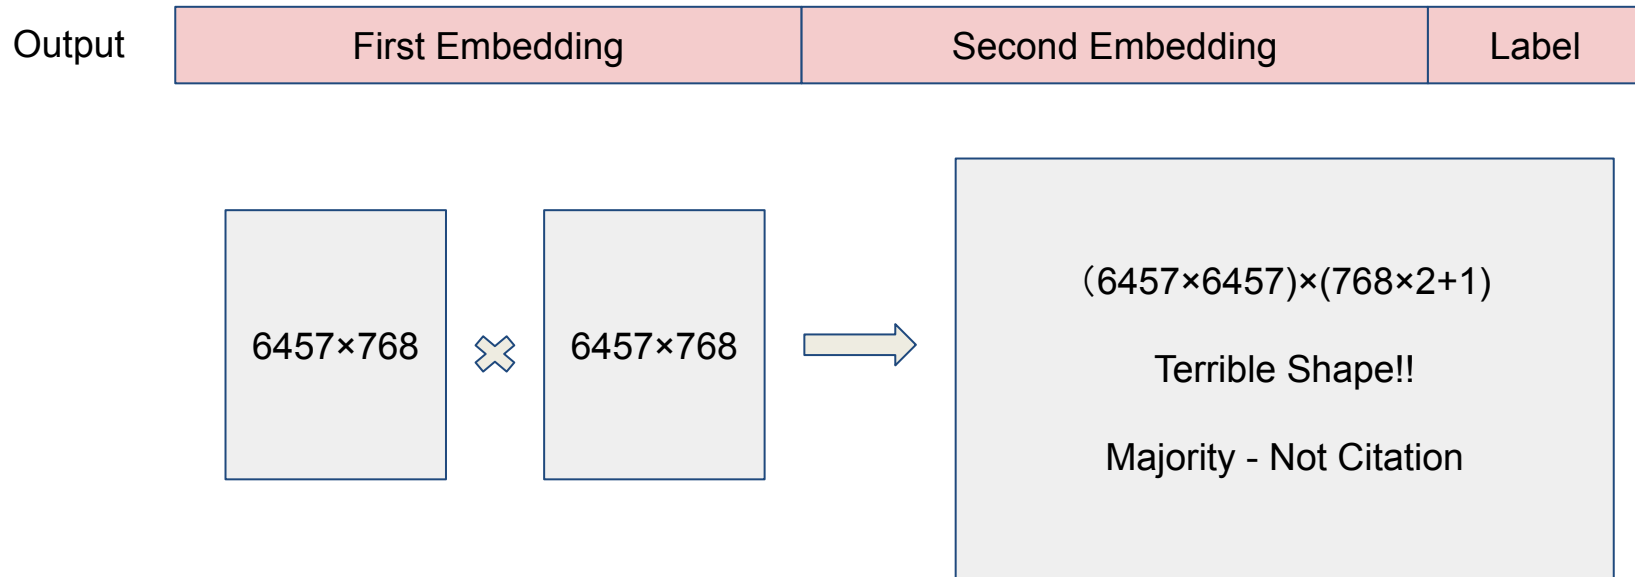 Output First Embedding Second Embedding Label
6457×768 6457×768
（6457×6457)×(768×2+1)
Terrible Shape!!
Majority - Not Citation